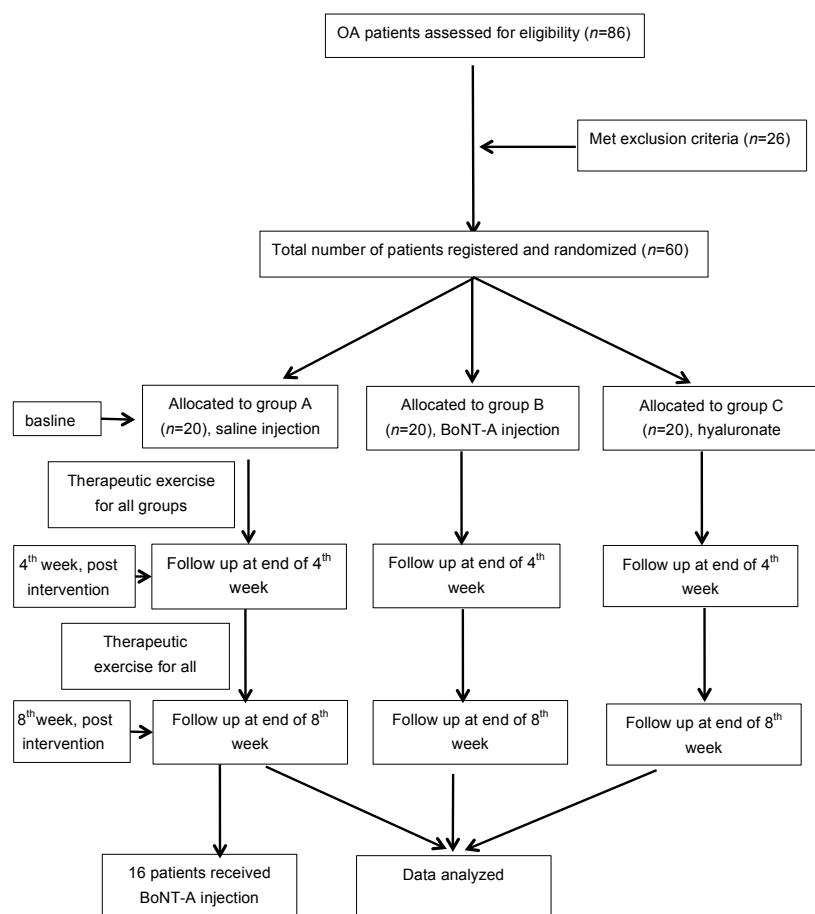 OA patients assessed for eligibility (n=86)
Met exclusion criteria (n=26)
Total number of patients registered and randomized (n=60)
basline
Allocated to group A
(n=20), saline injection
Allocated to group B
(n=20), BoNT-A injection
Allocated to group C
(n=20), hyaluronate
Therapeutic exercise
for all groups
4th week, post
intervention
Follow up at end of 4th
week
Follow up at end of 4th
week
Follow up at end of 4th
week
Therapeutic
exercise for all
8th week, post
intervention
Follow up at end of 8th
week
Follow up at end of 8th
week
Follow up at end of 8th
week
16 patients received
BoNT-A injection
Data analyzed